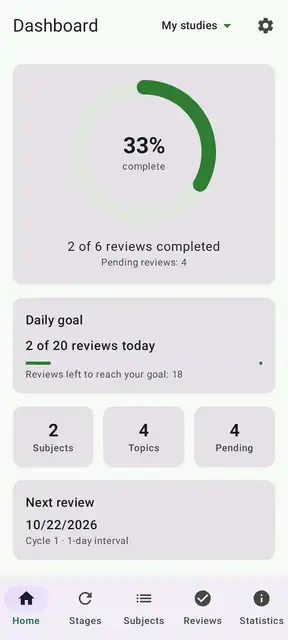 Dashboard
My studies
33%
complete
2 of 6 reviews completed
Pending reviews: 4
Daily goal
2 of 20 reviews today
Reviews left to reach your goal: 18
2
Subjects
4
Topics
4
Pending
Next review
10/22/2026
Cycle 1 · 1-day interval
Home
Stages
Subjects
Reviews
Statistics